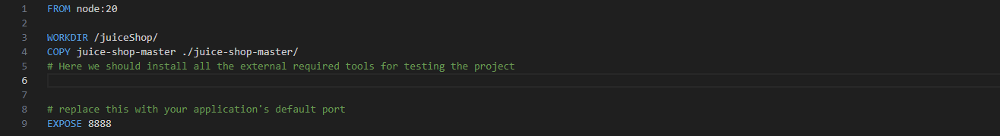 1 FROM node:20
2
3 WORKDIR /juiceShop/
4 COPY juice-shop-master ./juice-shop-master/
5 # Here we should install all the external required tools for testing the project
6
7
8 # replace this with your application's default port
9 EXPOSE 8888